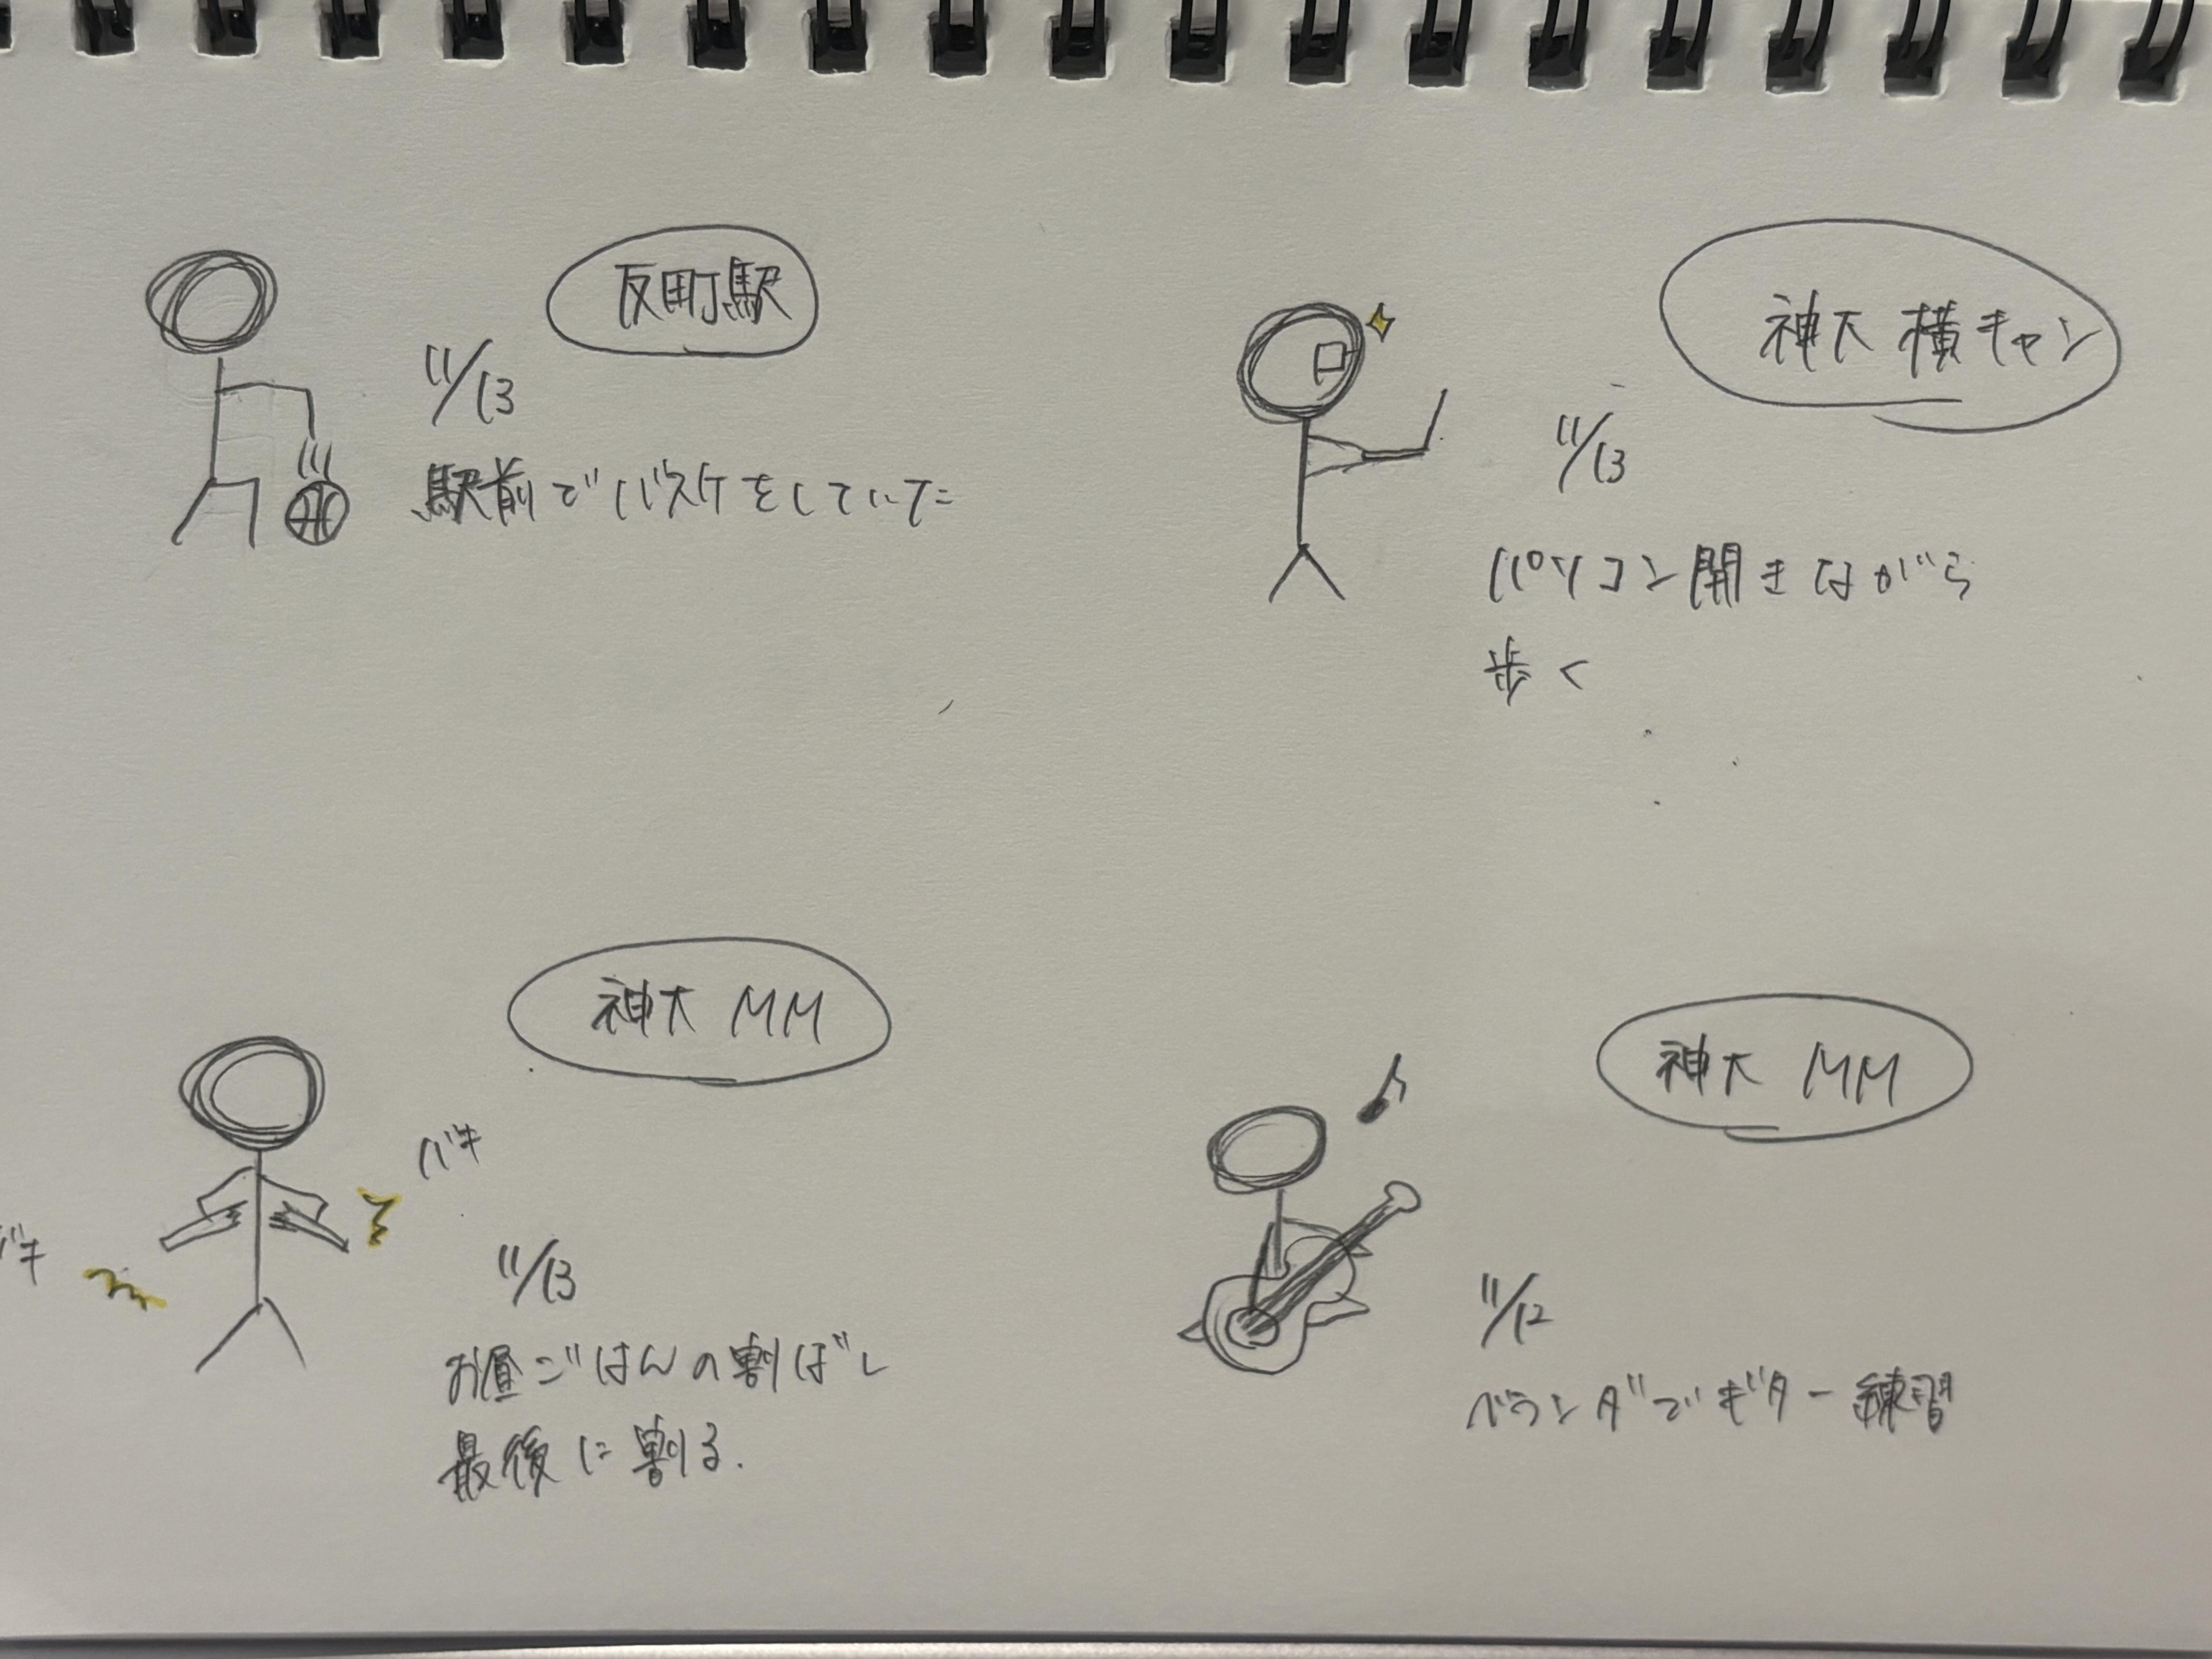 反町駅
11/13
駅前でバスケをしていた
神大 横キャン
11/13
パソコン開きながら
歩く
神大 MM
バキ
バキ
11/13
お昼ごはんの割ばし
最後に割る.
神大 MM
11/12
ベランダでギター練習